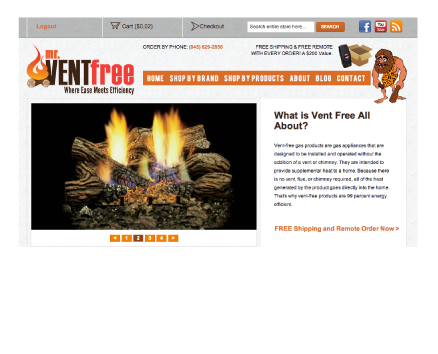 Logout
Cart ($0.02)
Checkout
Search entire store here...
SEARCH
You Tube
ORDER BY PHONE: (843) 629-2898
FREE SHIPPING & FREE REMOTE
WITH EVERY ORDER! A $200 Value.
mr.
VENTfree
Where Ease Meets Efficiency
HOME SHOP BY BRAND SHOP BY PRODUCTS ABOUT BLOG CONTACT
What is Vent Free All
About?
Vent-free gas products are gas appliances that are
designed to be installed and operated without the
addition of a vent or chimney. They are intended to
provide supplemental heat to a home. Because there
is no vent, flue, or chimney required, all of the heat
generated by the product goes directly into the home.
That's why vent-free products are 99 percent energy
efficient.
FREE Shipping and Remote Order Now >
< 1 2 3 4 >